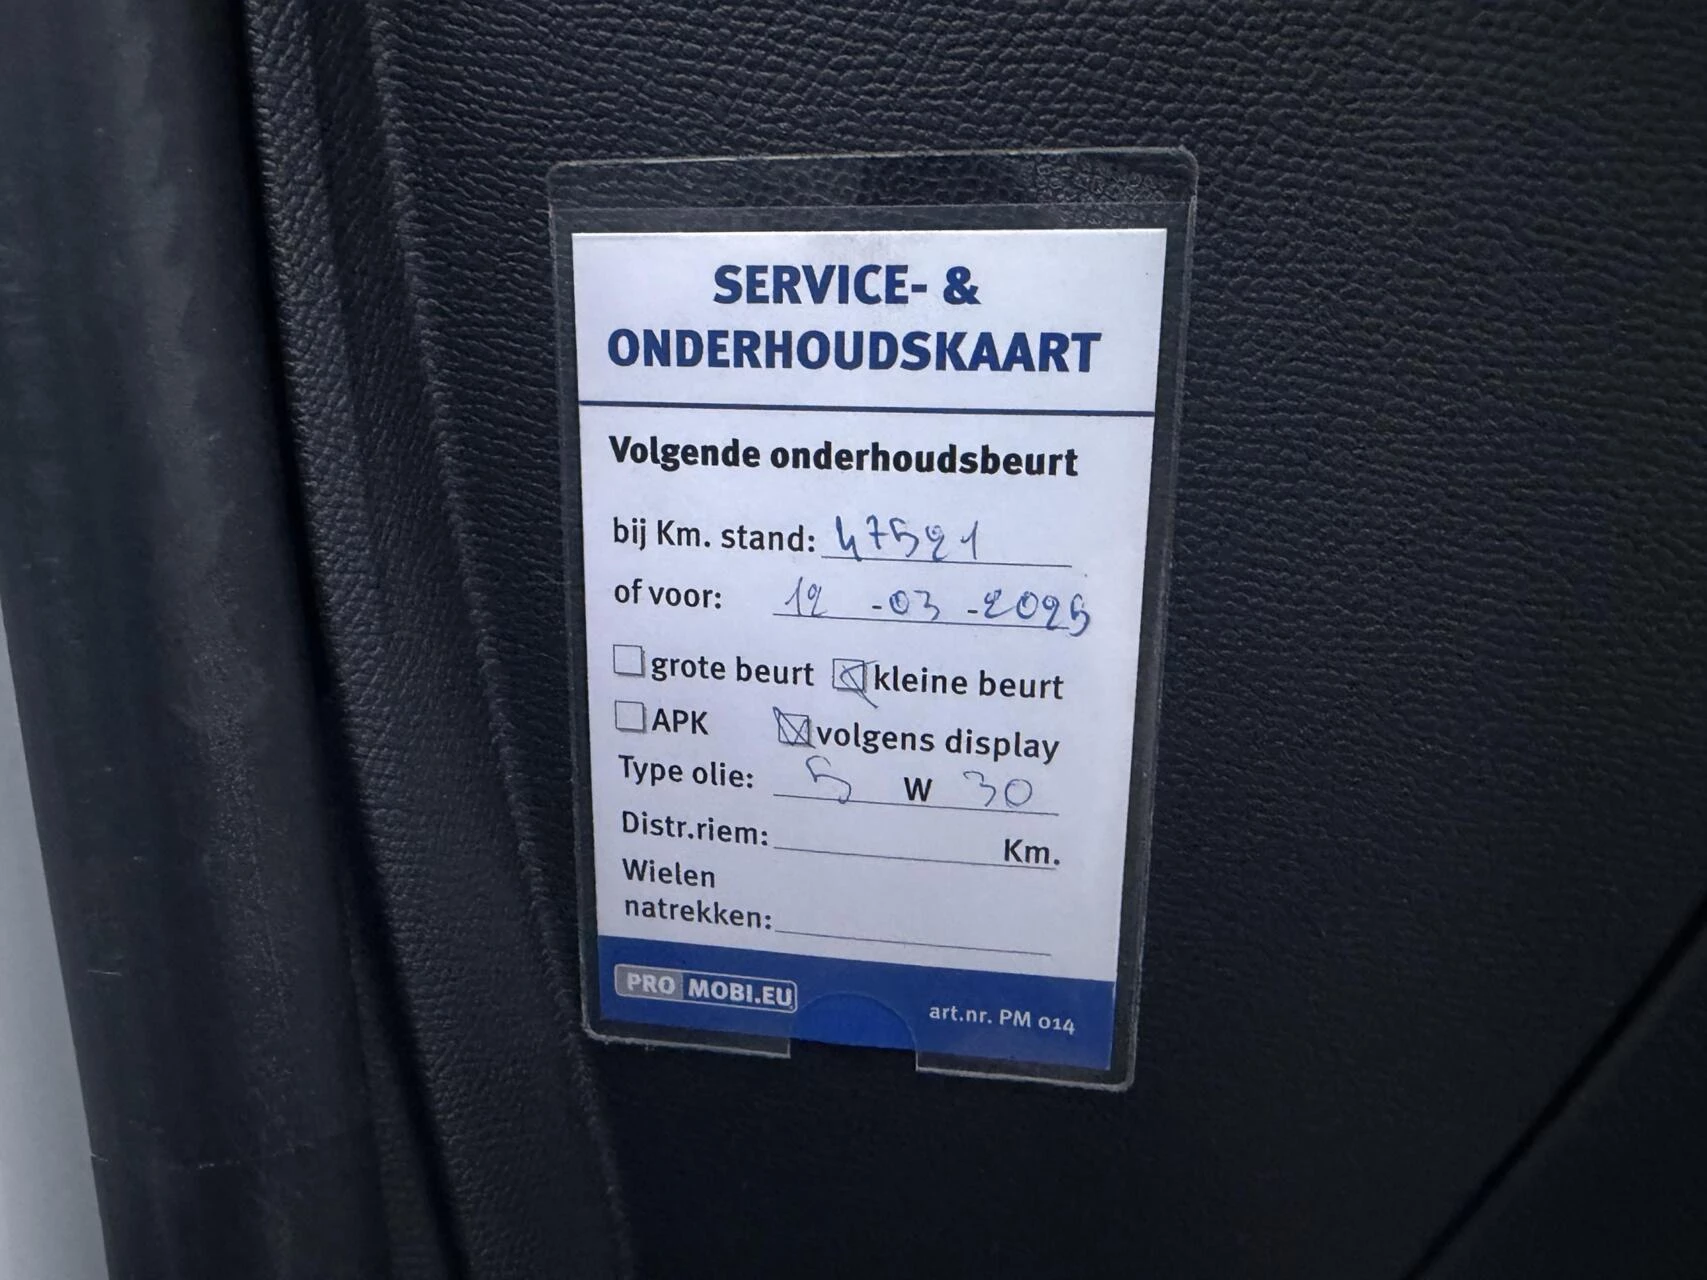 SERVICE- &
ONDERHOUDSKAART
Volgende onderhoudsbeurt
bij Km. stand: 47521
of voor: 12 -03 -2025
grote beurt kleine beurt
APK volgens display
Type olie: 5 W 30
Distr.riem: Km.
Wielen
natrekken:
PRO MOBI.EU art.nr. PM 014